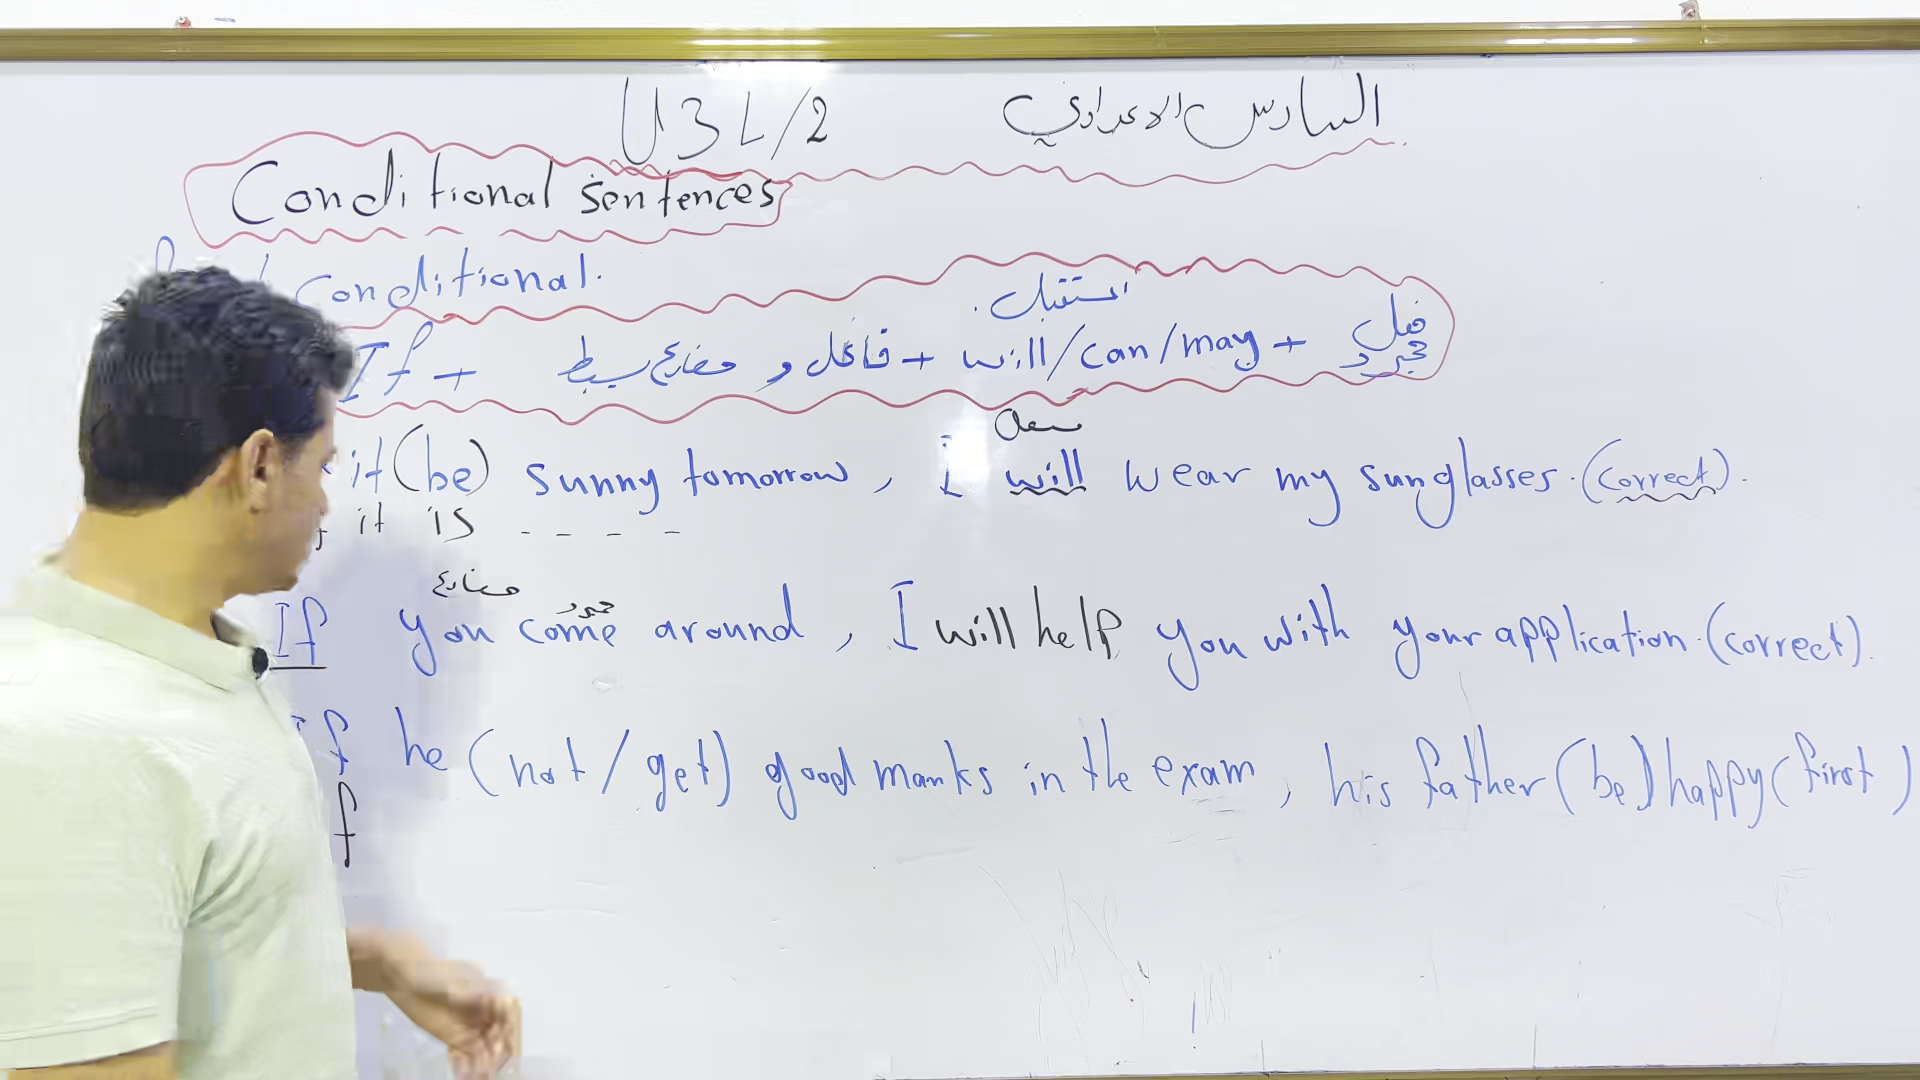 U3 L/2 السادس الاعدادي
Conditional sentences
conditional.
مستقبل
If + فاعل و مضارع بسيط + will/can/may + فعل مجرد
it (be) sunny tomorrow, I will wear my sunglasses. (correct).
it is - - - -
مضارع
مجرد
If you come around, I will help you with your application. (correct).
If he (not/get) good marks in the exam, his father (be) happy (first)
f